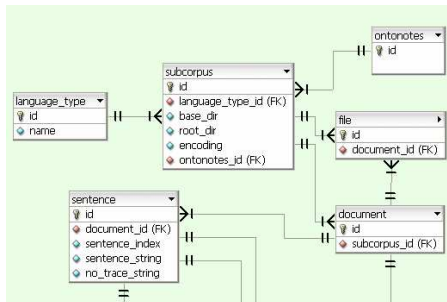 ontonotes
id
subcorpus
id
language_type_id (FK)
base_dir
root_dir
encoding
ontonotes_id (FK)
language_type
id
name
file
id
document_id (FK)
sentence
id
document_id (FK)
sentence_index
sentence_string
no_trace_string
document
id
subcorpus_id (FK)